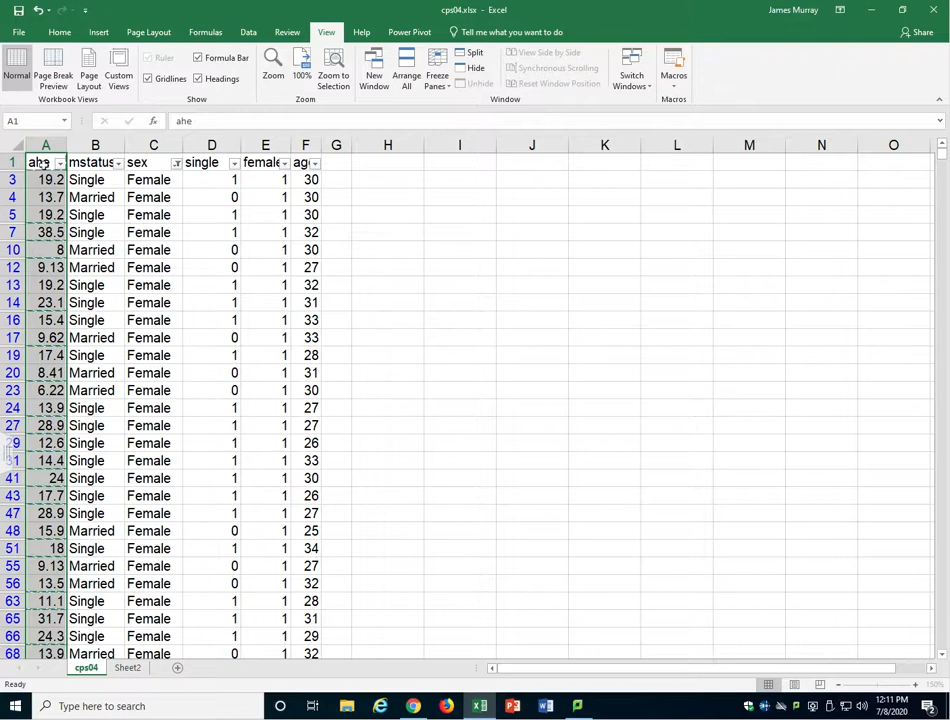 cps04.xlsx - Excel
James Murray
File Home Insert Page Layout Formulas Data Review View Help Power Pivot Tell me what you want to do Share
Normal
Page Break Preview
Page Layout
Custom Views
Ruler
Formula Bar
Gridlines
Headings
Zoom
100%
Zoom to Selection
New Window
Arrange All
Freeze Panes
Split
Hide
Unhide
View Side by Side
Synchronous Scrolling
Reset Window Position
Switch Windows
Macros
Workbook Views Show Zoom Window Macros
A1 fx ahe
A B C D E F G H I J K L M N O
1 ahe mstatus sex single female age
3 19.2 Single Female 1 1 30
4 13.7 Married Female 0 1 30
5 19.2 Single Female 1 1 30
7 38.5 Single Female 1 1 32
10 8 Married Female 0 1 30
12 9.13 Married Female 0 1 27
13 19.2 Single Female 1 1 32
14 23.1 Single Female 1 1 31
16 15.4 Single Female 1 1 33
17 9.62 Married Female 0 1 33
19 17.4 Single Female 1 1 28
20 8.41 Married Female 0 1 31
23 6.22 Married Female 0 1 30
24 13.9 Single Female 1 1 27
27 28.9 Single Female 1 1 27
29 12.6 Single Female 1 1 26
31 14.4 Single Female 1 1 33
41 24 Single Female 1 1 30
43 17.7 Single Female 1 1 26
47 28.9 Single Female 1 1 27
48 15.9 Married Female 0 1 25
51 18 Single Female 1 1 34
55 9.13 Married Female 0 1 27
56 13.5 Married Female 0 1 32
63 11.1 Single Female 1 1 28
65 31.7 Single Female 1 1 31
66 24.3 Single Female 1 1 29
68 13.9 Married Female 0 1 32
cps04 Sheet2
Ready 150%
Type here to search
12:11 PM
7/8/2020
2